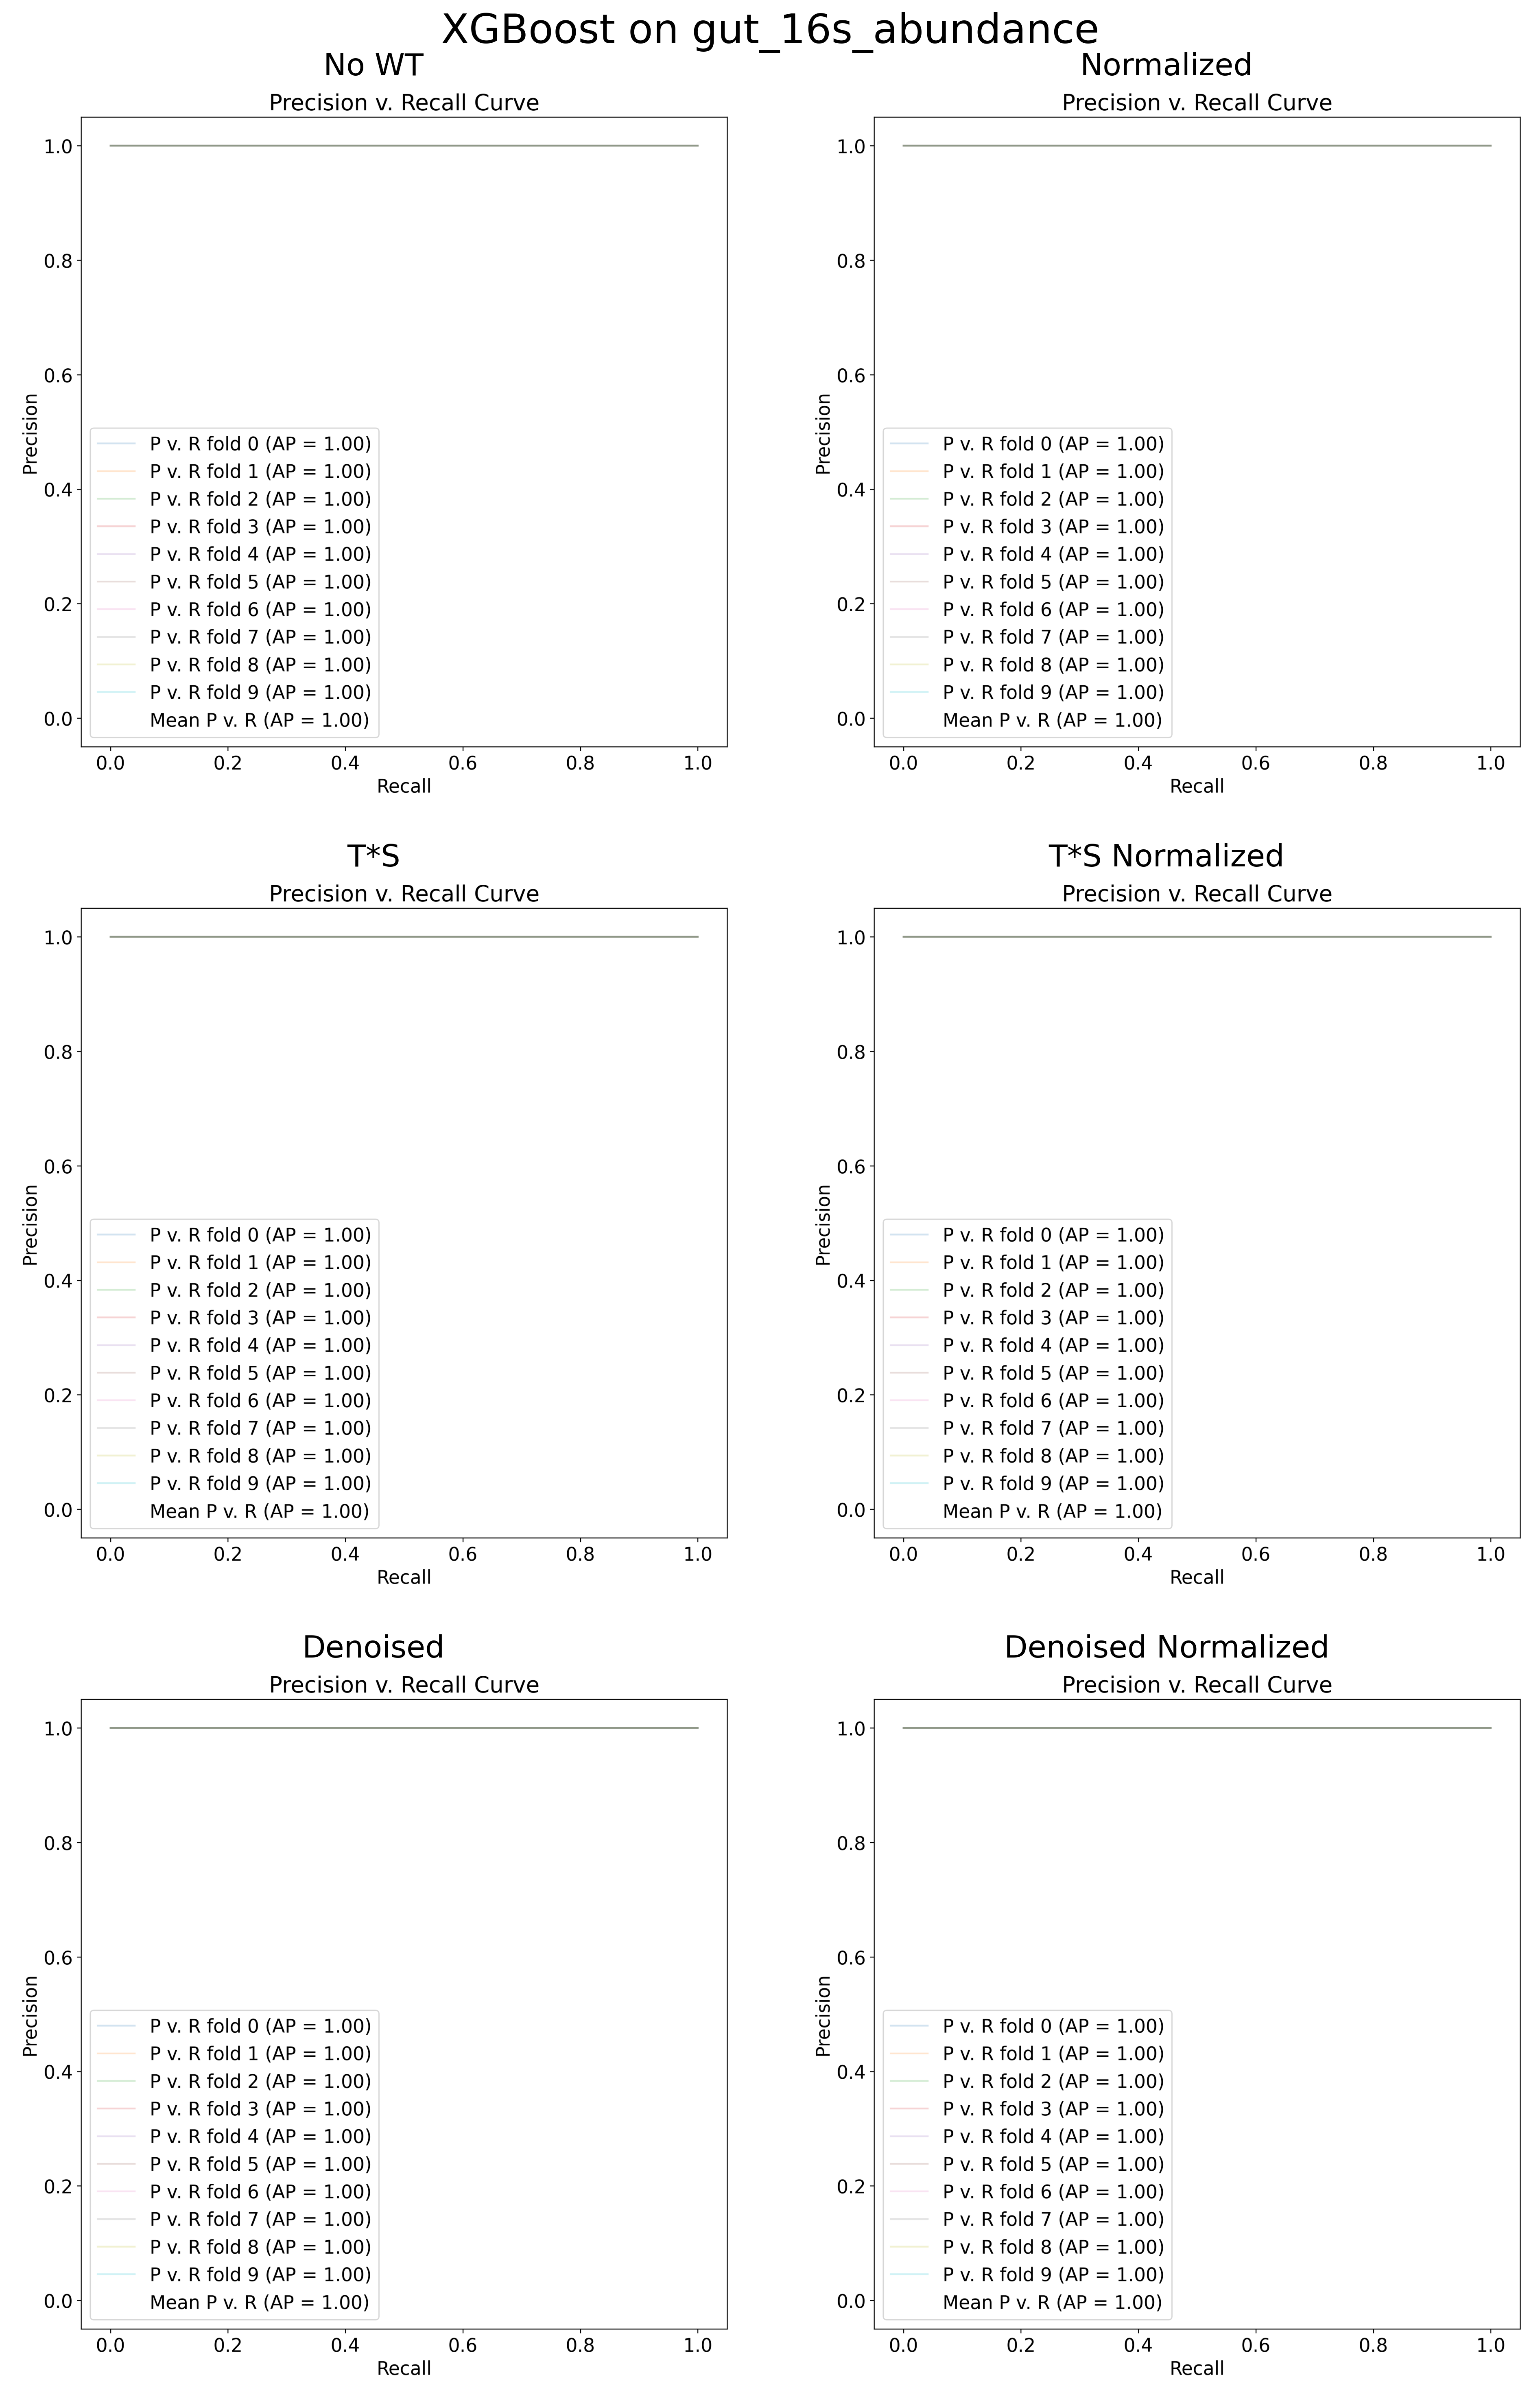 XGBoost on gut_16s_abundance
No WT
Precision v. Recall Curve
1.0
0.8
0.6
0.4
0.2
0.0
Precision
P v. R fold 0 (AP = 1.00)
P v. R fold 1 (AP = 1.00)
P v. R fold 2 (AP = 1.00)
P v. R fold 3 (AP = 1.00)
P v. R fold 4 (AP = 1.00)
P v. R fold 5 (AP = 1.00)
P v. R fold 6 (AP = 1.00)
P v. R fold 7 (AP = 1.00)
P v. R fold 8 (AP = 1.00)
P v. R fold 9 (AP = 1.00)
Mean P v. R (AP = 1.00)
0.0 0.2 0.4 0.6 0.8 1.0
Recall
Normalized
Precision v. Recall Curve
1.0
0.8
0.6
0.4
0.2
0.0
Precision
P v. R fold 0 (AP = 1.00)
P v. R fold 1 (AP = 1.00)
P v. R fold 2 (AP = 1.00)
P v. R fold 3 (AP = 1.00)
P v. R fold 4 (AP = 1.00)
P v. R fold 5 (AP = 1.00)
P v. R fold 6 (AP = 1.00)
P v. R fold 7 (AP = 1.00)
P v. R fold 8 (AP = 1.00)
P v. R fold 9 (AP = 1.00)
Mean P v. R (AP = 1.00)
0.0 0.2 0.4 0.6 0.8 1.0
Recall
T*S
Precision v. Recall Curve
1.0
0.8
0.6
0.4
0.2
0.0
Precision
P v. R fold 0 (AP = 1.00)
P v. R fold 1 (AP = 1.00)
P v. R fold 2 (AP = 1.00)
P v. R fold 3 (AP = 1.00)
P v. R fold 4 (AP = 1.00)
P v. R fold 5 (AP = 1.00)
P v. R fold 6 (AP = 1.00)
P v. R fold 7 (AP = 1.00)
P v. R fold 8 (AP = 1.00)
P v. R fold 9 (AP = 1.00)
Mean P v. R (AP = 1.00)
0.0 0.2 0.4 0.6 0.8 1.0
Recall
T*S Normalized
Precision v. Recall Curve
1.0
0.8
0.6
0.4
0.2
0.0
Precision
P v. R fold 0 (AP = 1.00)
P v. R fold 1 (AP = 1.00)
P v. R fold 2 (AP = 1.00)
P v. R fold 3 (AP = 1.00)
P v. R fold 4 (AP = 1.00)
P v. R fold 5 (AP = 1.00)
P v. R fold 6 (AP = 1.00)
P v. R fold 7 (AP = 1.00)
P v. R fold 8 (AP = 1.00)
P v. R fold 9 (AP = 1.00)
Mean P v. R (AP = 1.00)
0.0 0.2 0.4 0.6 0.8 1.0
Recall
Denoised
Precision v. Recall Curve
1.0
0.8
0.6
0.4
0.2
0.0
Precision
P v. R fold 0 (AP = 1.00)
P v. R fold 1 (AP = 1.00)
P v. R fold 2 (AP = 1.00)
P v. R fold 3 (AP = 1.00)
P v. R fold 4 (AP = 1.00)
P v. R fold 5 (AP = 1.00)
P v. R fold 6 (AP = 1.00)
P v. R fold 7 (AP = 1.00)
P v. R fold 8 (AP = 1.00)
P v. R fold 9 (AP = 1.00)
Mean P v. R (AP = 1.00)
0.0 0.2 0.4 0.6 0.8 1.0
Recall
Denoised Normalized
Precision v. Recall Curve
1.0
0.8
0.6
0.4
0.2
0.0
Precision
P v. R fold 0 (AP = 1.00)
P v. R fold 1 (AP = 1.00)
P v. R fold 2 (AP = 1.00)
P v. R fold 3 (AP = 1.00)
P v. R fold 4 (AP = 1.00)
P v. R fold 5 (AP = 1.00)
P v. R fold 6 (AP = 1.00)
P v. R fold 7 (AP = 1.00)
P v. R fold 8 (AP = 1.00)
P v. R fold 9 (AP = 1.00)
Mean P v. R (AP = 1.00)
0.0 0.2 0.4 0.6 0.8 1.0
Recall